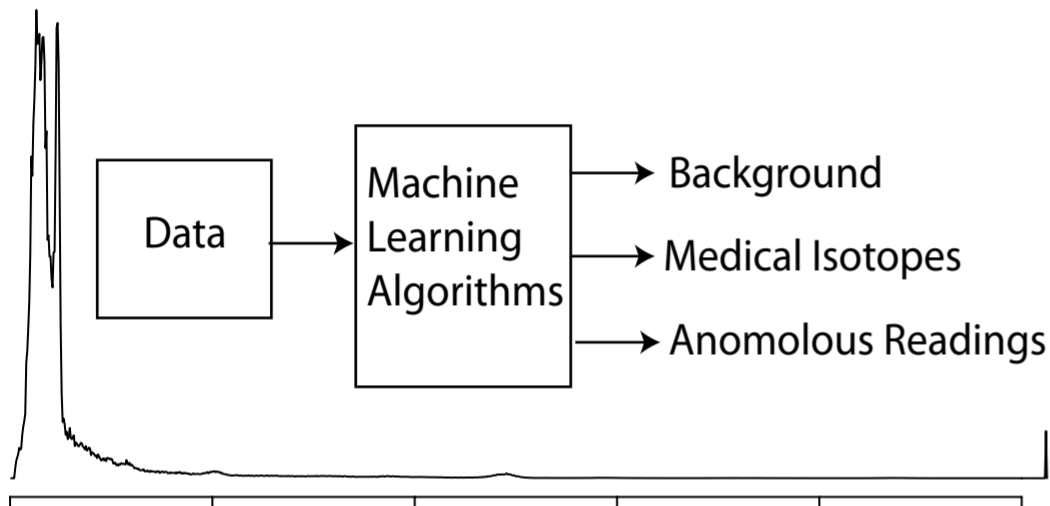 Data
Machine
Learning
Algorithms
Background
Medical Isotopes
Anomolous Readings